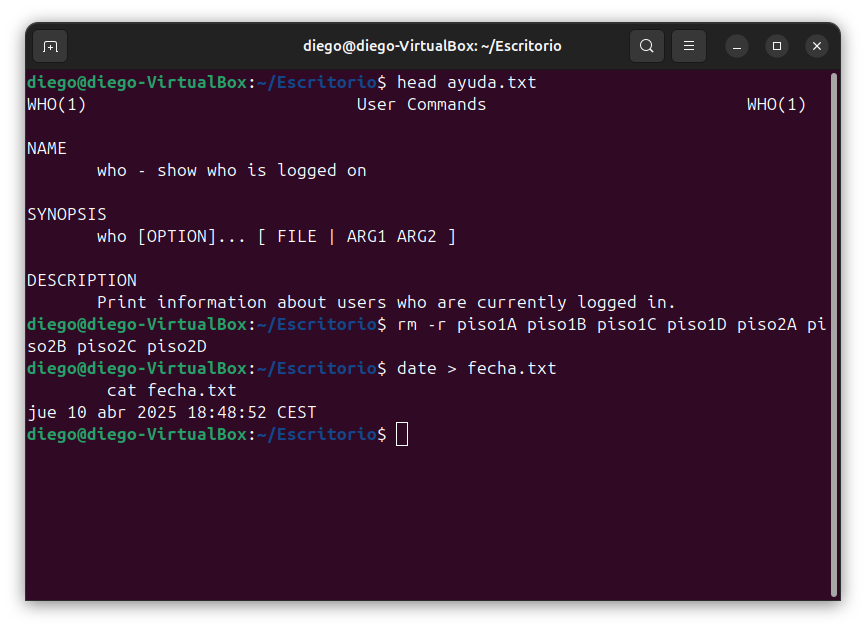 diego@diego-VirtualBox: ~/Escritorio
diego@diego-VirtualBox:~/Escritorio$ head ayuda.txt
WHO(1)                           User Commands                          WHO(1)
NAME
       who - show who is logged on
SYNOPSIS
       who [OPTION]... [ FILE | ARG1 ARG2 ]
DESCRIPTION
       Print information about users who are currently logged in.
diego@diego-VirtualBox:~/Escritorio$ rm -r piso1A piso1B piso1C piso1D piso2A pi
so2B piso2C piso2D
diego@diego-VirtualBox:~/Escritorio$ date > fecha.txt
        cat fecha.txt
jue 10 abr 2025 18:48:52 CEST
diego@diego-VirtualBox:~/Escritorio$